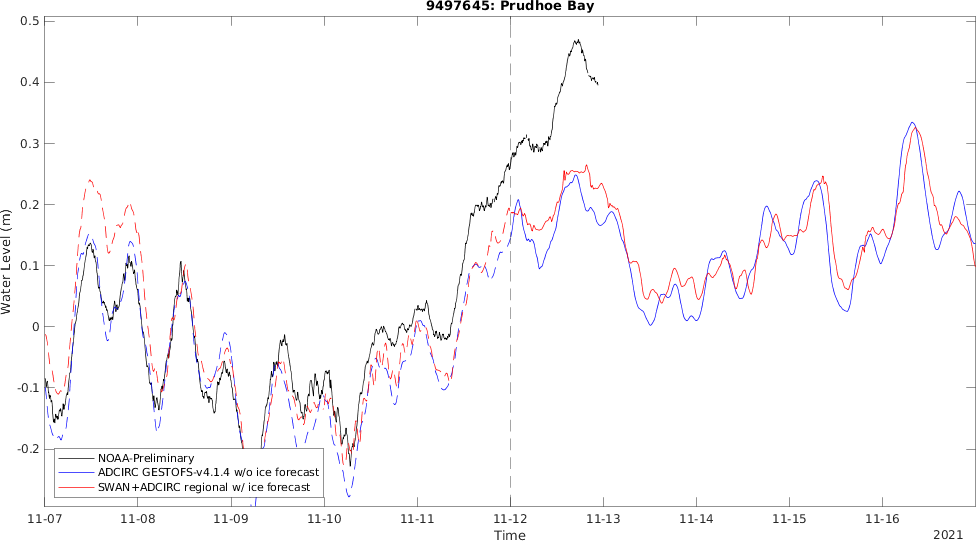 9497645: Prudhoe Bay
Water Level (m)
0.5
0.4
0.3
0.2
0.1
0
-0.1
-0.2
NOAA-Preliminary
ADCIRC GESTOFS-v4.1.4 w/o ice forecast
SWAN+ADCIRC regional w/ ice forecast
11-07 11-08 11-09 11-10 11-11 11-12 11-13 11-14 11-15 11-16
Time
2021